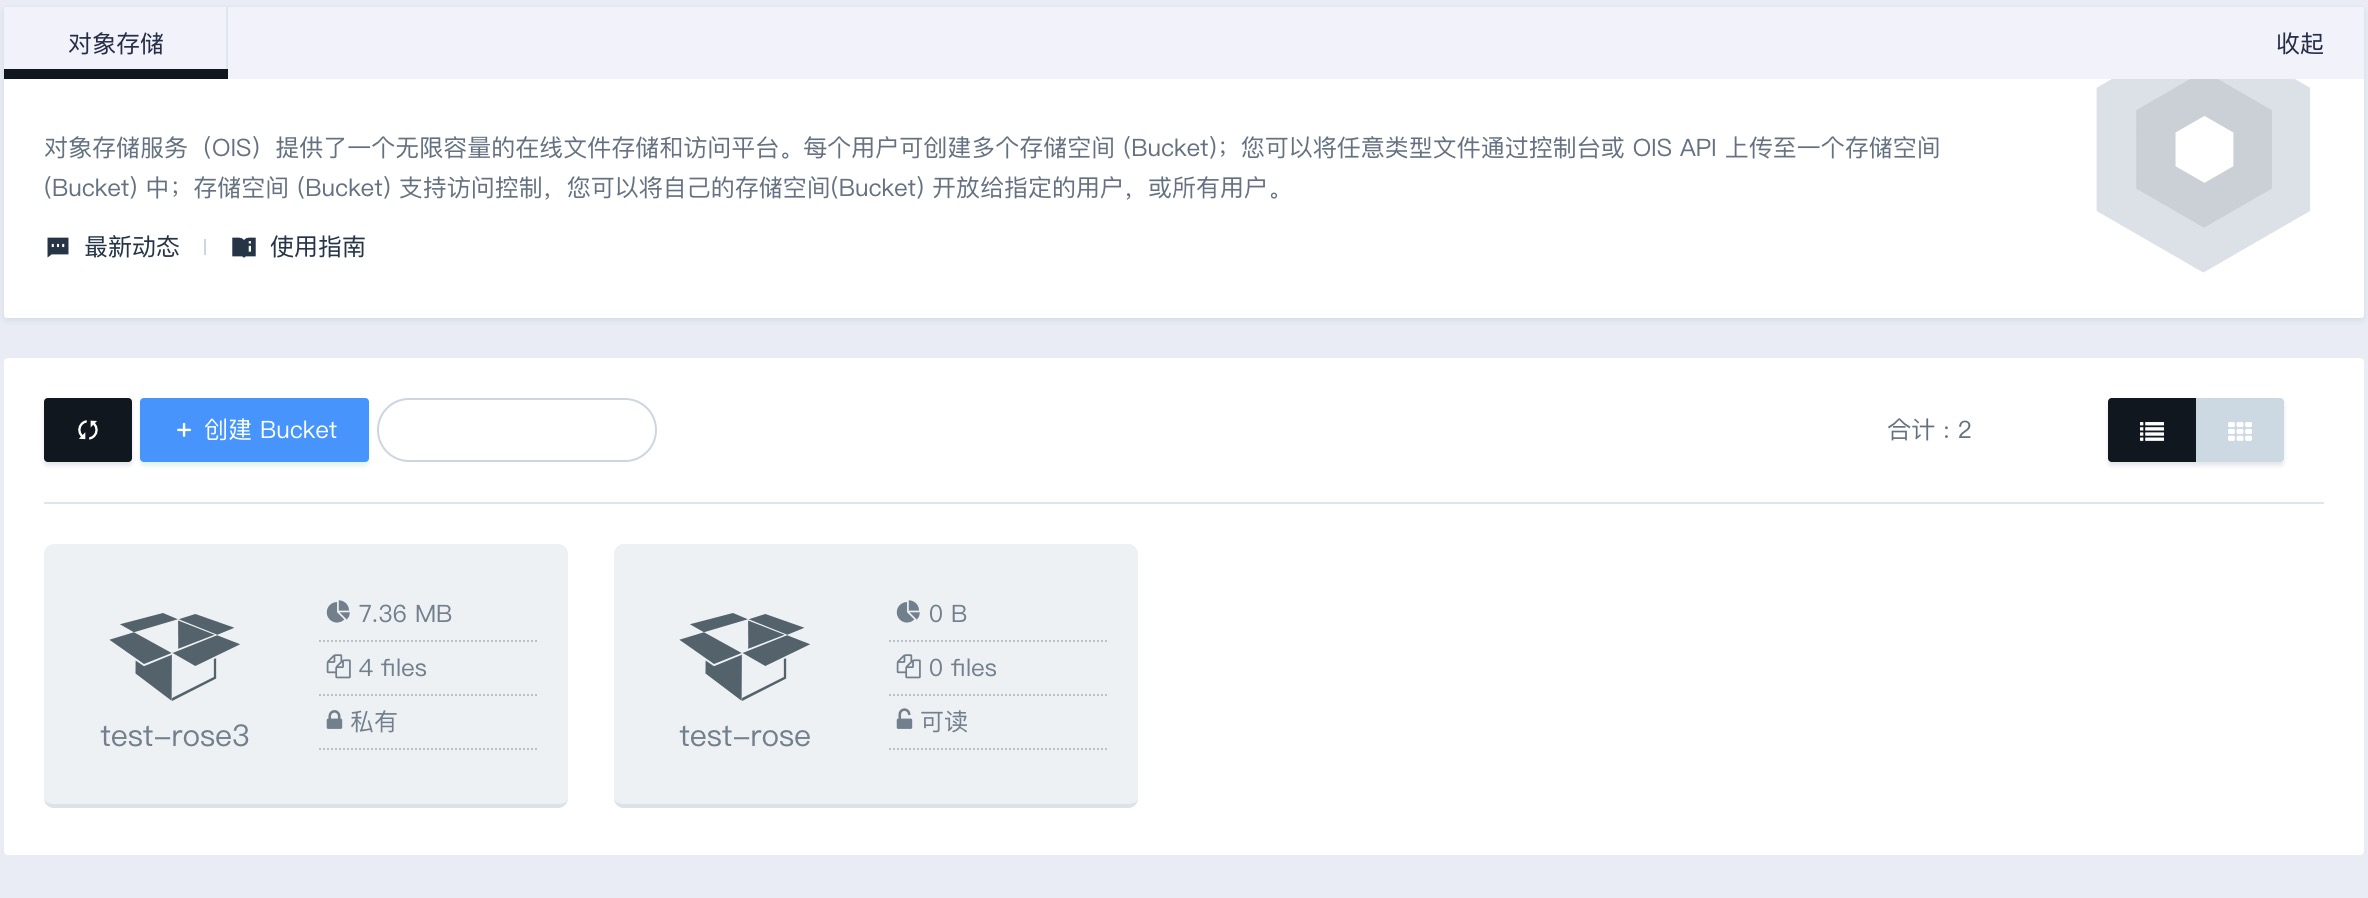 对象存储
收起
对象存储服务（OIS）提供了一个无限容量的在线文件存储和访问平台。每个用户可创建多个存储空间 (Bucket)；您可以将任意类型文件通过控制台或 OIS API 上传至一个存储空间
(Bucket) 中；存储空间 (Bucket) 支持访问控制，您可以将自己的存储空间(Bucket) 开放给指定的用户，或所有用户。
最新动态
使用指南
+ 创建 Bucket
合计：2
7.36 MB
4 files
私有
test-rose3
0 B
0 files
可读
test-rose